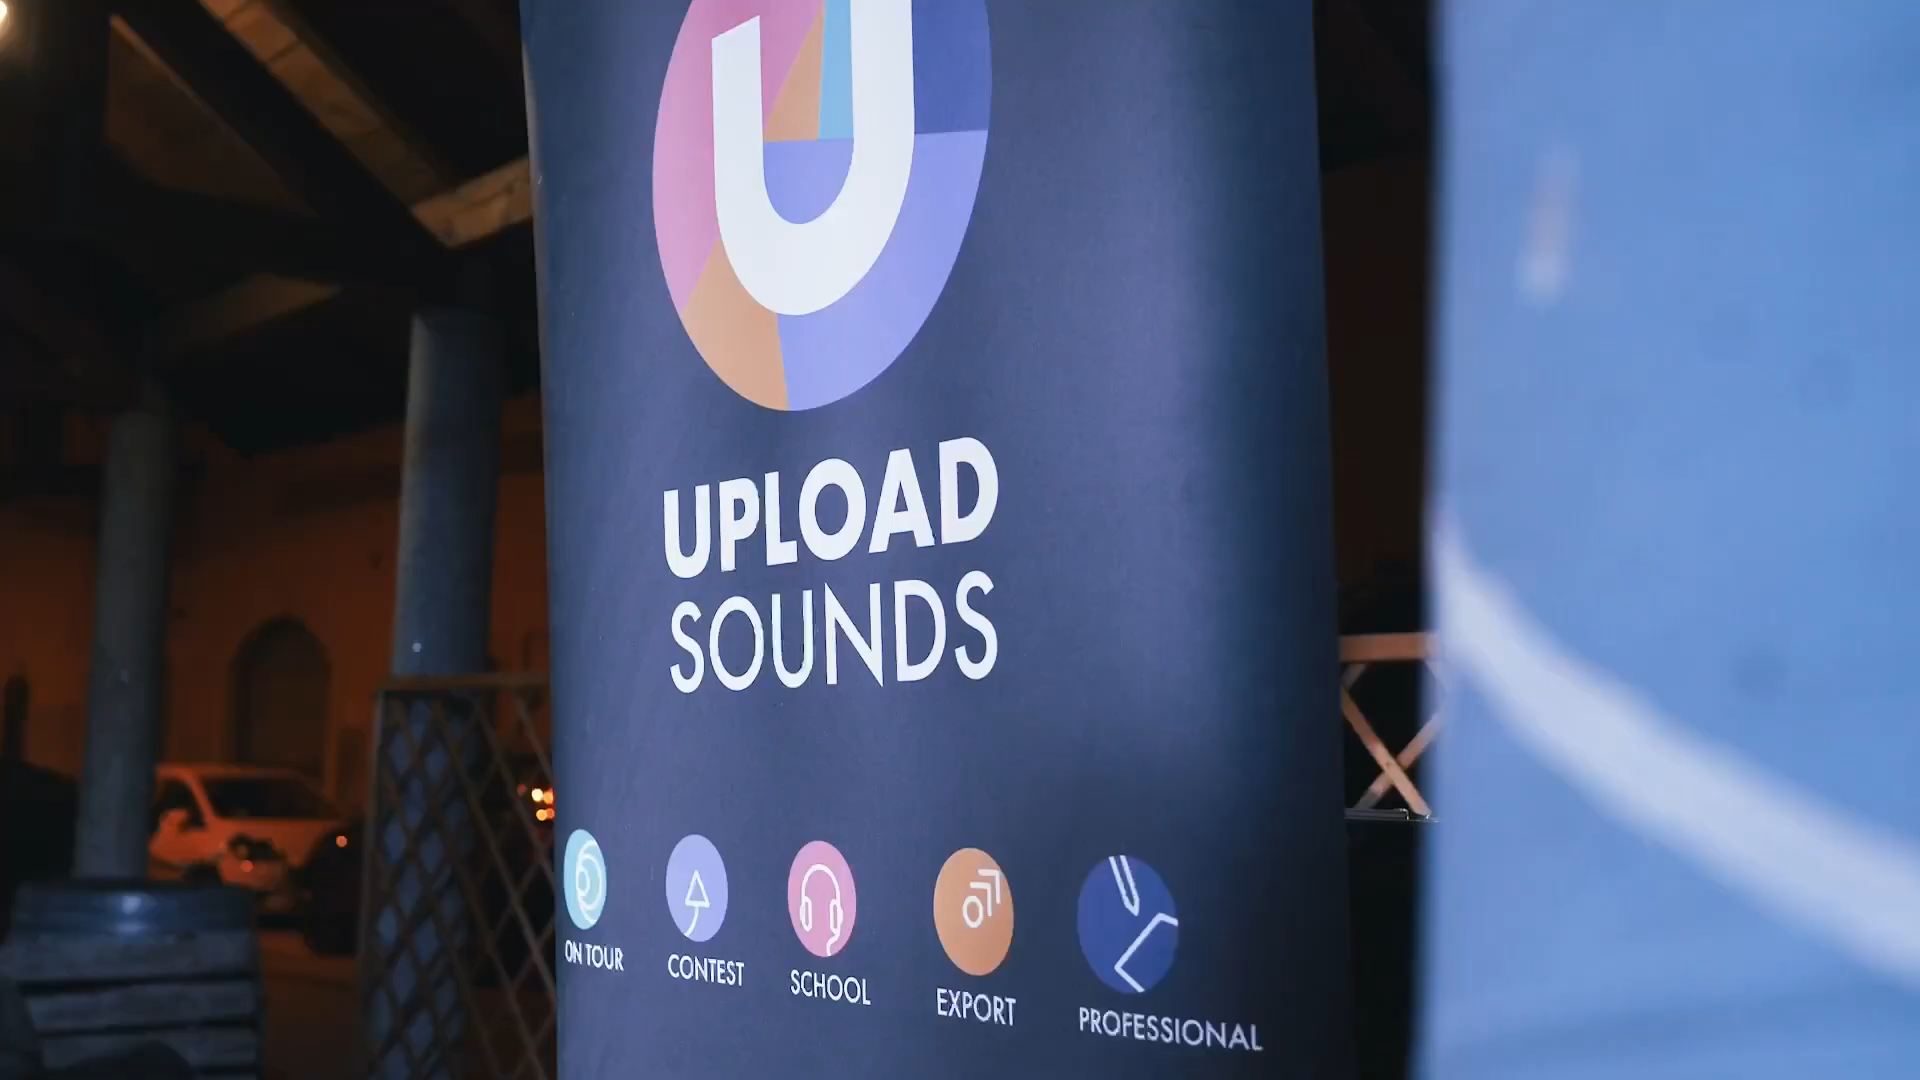 U
UPLOAD
SOUNDS
ON TOUR
CONTEST
SCHOOL
EXPORT
PROFESSIONAL